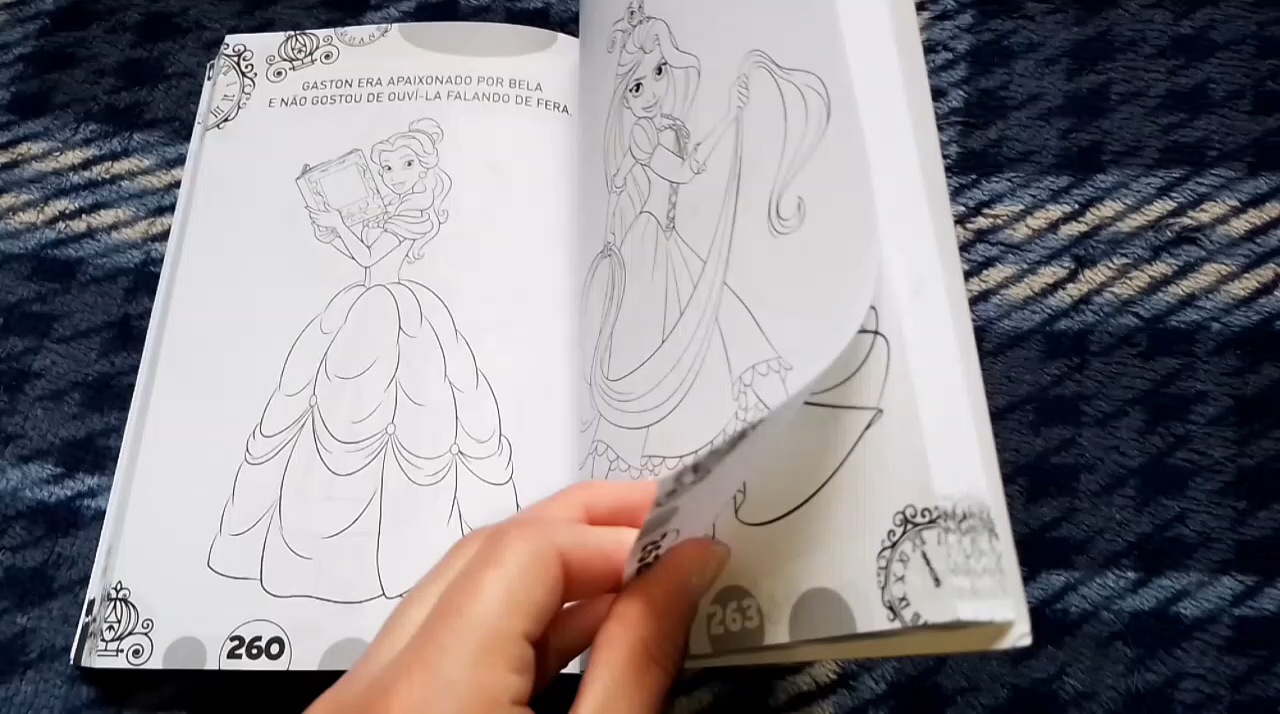 GASTON ERA APAIXONADO POR BELA
E NÃO GOSTOU DE OUVÍ-LA FALANDO DE FERA.
260
263